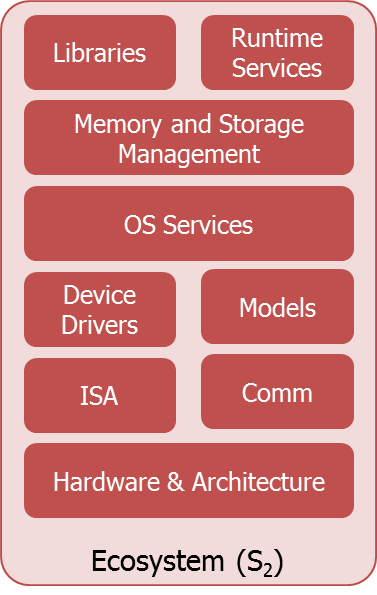 Libraries
Runtime
Services
Memory and Storage
Management
OS Services
Device
Drivers
Models
ISA
Comm
Hardware & Architecture
Ecosystem (S₂)